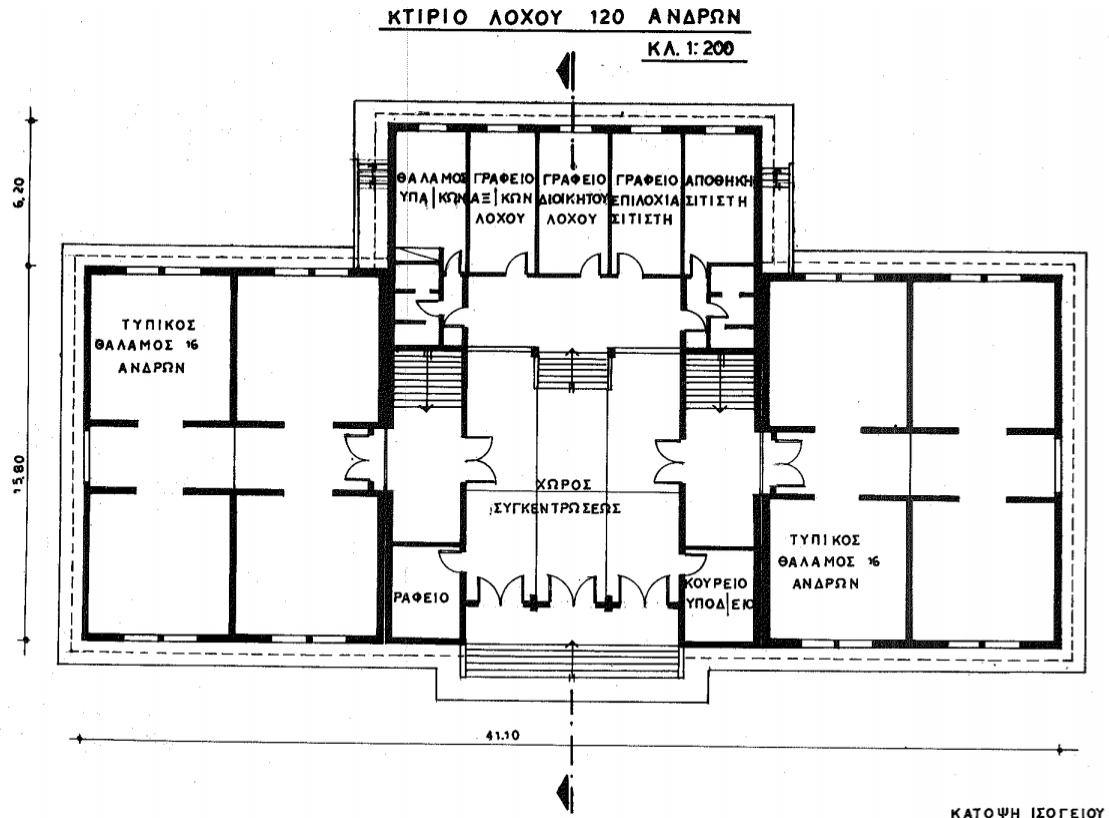 ΚΤΙΡΙΟ ΛΟΧΟΥ 120 ΑΝΔΡΩΝ
ΚΛ. 1:200
6,20
ΘΑΛΑΜΟΣ
ΥΠΑ|ΚΩΝ
ΓΡΑΦΕΙΟ
ΑΞ|ΚΩΝ
ΛΟΧΟΥ
ΓΡΑΦΕΙΟ
ΔΙΟΙΚΗΤΟΥ
ΛΟΧΟΥ
ΓΡΑΦΕΙΟ
ΕΠΙΛΟΧΙΑ
ΣΙΤΙΣΤΗ
ΑΠΟΘΗΚΗ
ΣΙΤΙΣΤΗ
ΤΥΠΙΚΟΣ
ΘΑΛΑΜΟΣ 16
ΑΝΔΡΩΝ
15,80
ΧΩΡΟΣ
ΣΥΓΚΕΝΤΡΩΣΕΩΣ
ΤΥΠΙΚΟΣ
ΘΑΛΑΜΟΣ 16
ΑΝΔΡΩΝ
ΡΑΦΕΙΟ
ΚΟΥΡΕΙΟ
ΥΠΟΔ|ΕΙΟ
41.10
ΚΑΤΟΨΗ ΙΣΟΓΕΙΟΥ